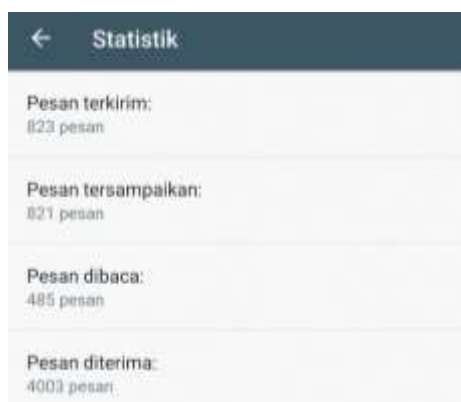 Statistik
Pesan terkirim:
823 pesan
Pesan tersampaikan:
821 pesan
Pesan dibaca:
485 pesan
Pesan diterima:
4003 pesan